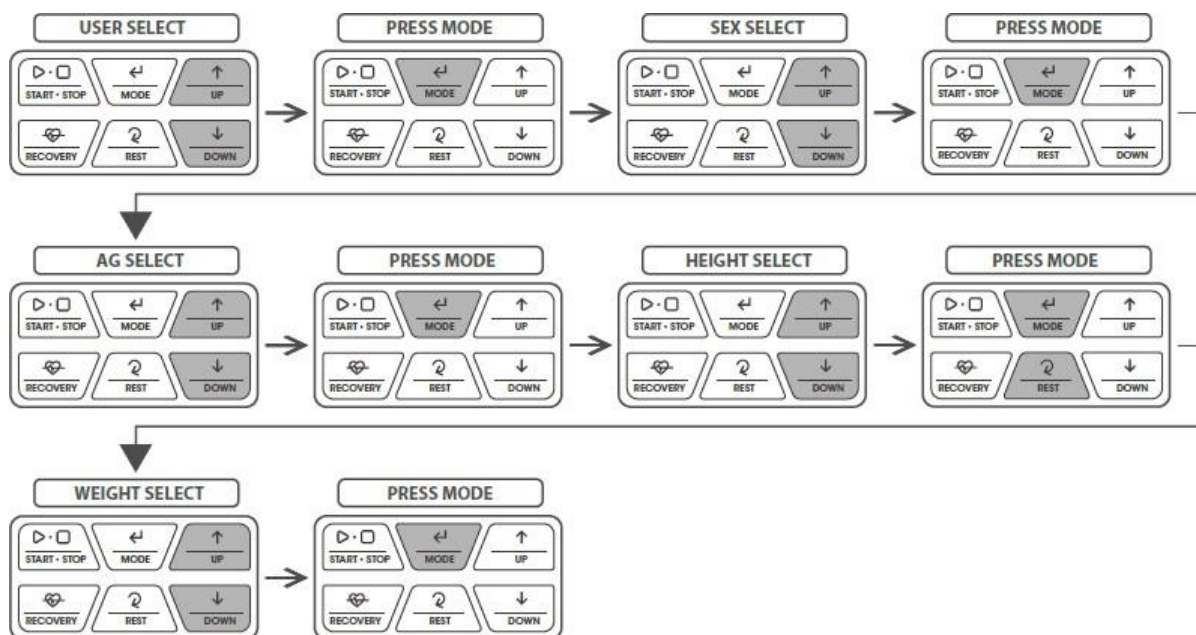 USER SELECT PRESS MODE SEX SELECT PRESS MODE
START • STOP MODE UP START • STOP MODE UP START • STOP MODE UP START • STOP MODE UP
RECOVERY REST DOWN RECOVERY REST DOWN RECOVERY REST DOWN RECOVERY REST DOWN
AG SELECT PRESS MODE HEIGHT SELECT PRESS MODE
START • STOP MODE UP START • STOP MODE UP START • STOP MODE UP START • STOP MODE UP
RECOVERY REST DOWN RECOVERY REST DOWN RECOVERY REST DOWN RECOVERY REST DOWN
WEIGHT SELECT PRESS MODE
START • STOP MODE UP START • STOP MODE UP
RECOVERY REST DOWN RECOVERY REST DOWN